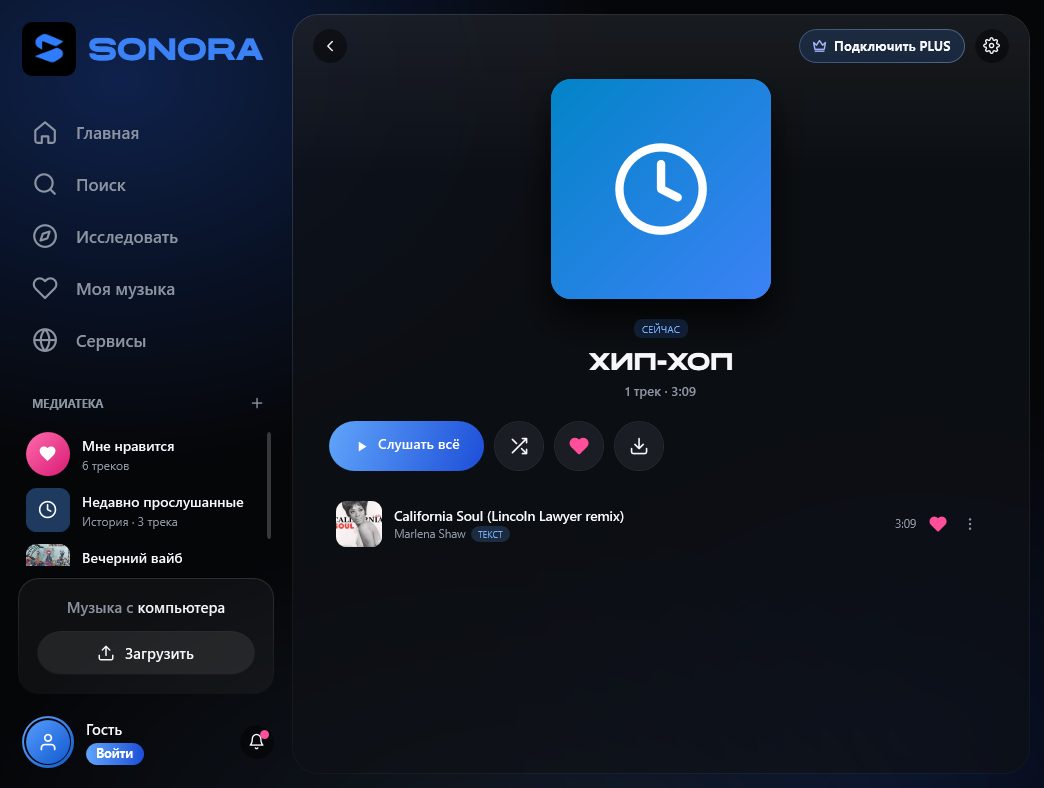 SONORA
Подключить PLUS
Главная
Поиск
Исследовать
Моя музыка
Сервисы
МЕДИАТЕКА
Мне нравится
6 треков
Недавно прослушанные
История · 3 трека
Вечерний вайб
Музыка с компьютера
Загрузить
Гость
Войти
СЕЙЧАС
ХИП-ХОП
1 трек · 3:09
Слушать всё
CALIFORNIA
SOUL
California Soul (Lincoln Lawyer remix)
Marlena Shaw ТЕКСТ
3:09